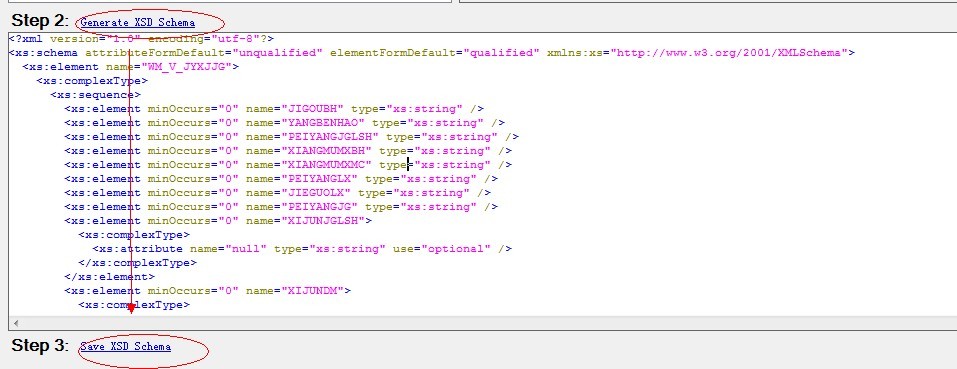 Step 2: Generate XSD Schema
<?xml version="1.0" encoding="utf-8"?>
<xs:schema attributeFormDefault="unqualified" elementFormDefault="qualified" xmlns:xs="http://www.w3.org/2001/XMLSchema">
<xs:element name="WM_V_JYXJJG">
<xs:complexType>
<xs:sequence>
<xs:element minOccurs="0" name="JIGOUBH" type="xs:string" />
<xs:element minOccurs="0" name="YANGBENHAO" type="xs:string" />
<xs:element minOccurs="0" name="PEIYANGJGLSH" type="xs:string" />
<xs:element minOccurs="0" name="XIANGMUMXBH" type="xs:string" />
<xs:element minOccurs="0" name="XIANGMUMXMC" type="xs:string" />
<xs:element minOccurs="0" name="PEIYANGLX" type="xs:string" />
<xs:element minOccurs="0" name="JIEGUOLX" type="xs:string" />
<xs:element minOccurs="0" name="PEIYANGJG" type="xs:string" />
<xs:element minOccurs="0" name="XIJUNJGLSH">
<xs:complexType>
<xs:attribute name="null" type="xs:string" use="optional" />
</xs:complexType>
</xs:element>
<xs:element minOccurs="0" name="XIJUNDM">
<xs:complexType>
Step 3: Save XSD Schema